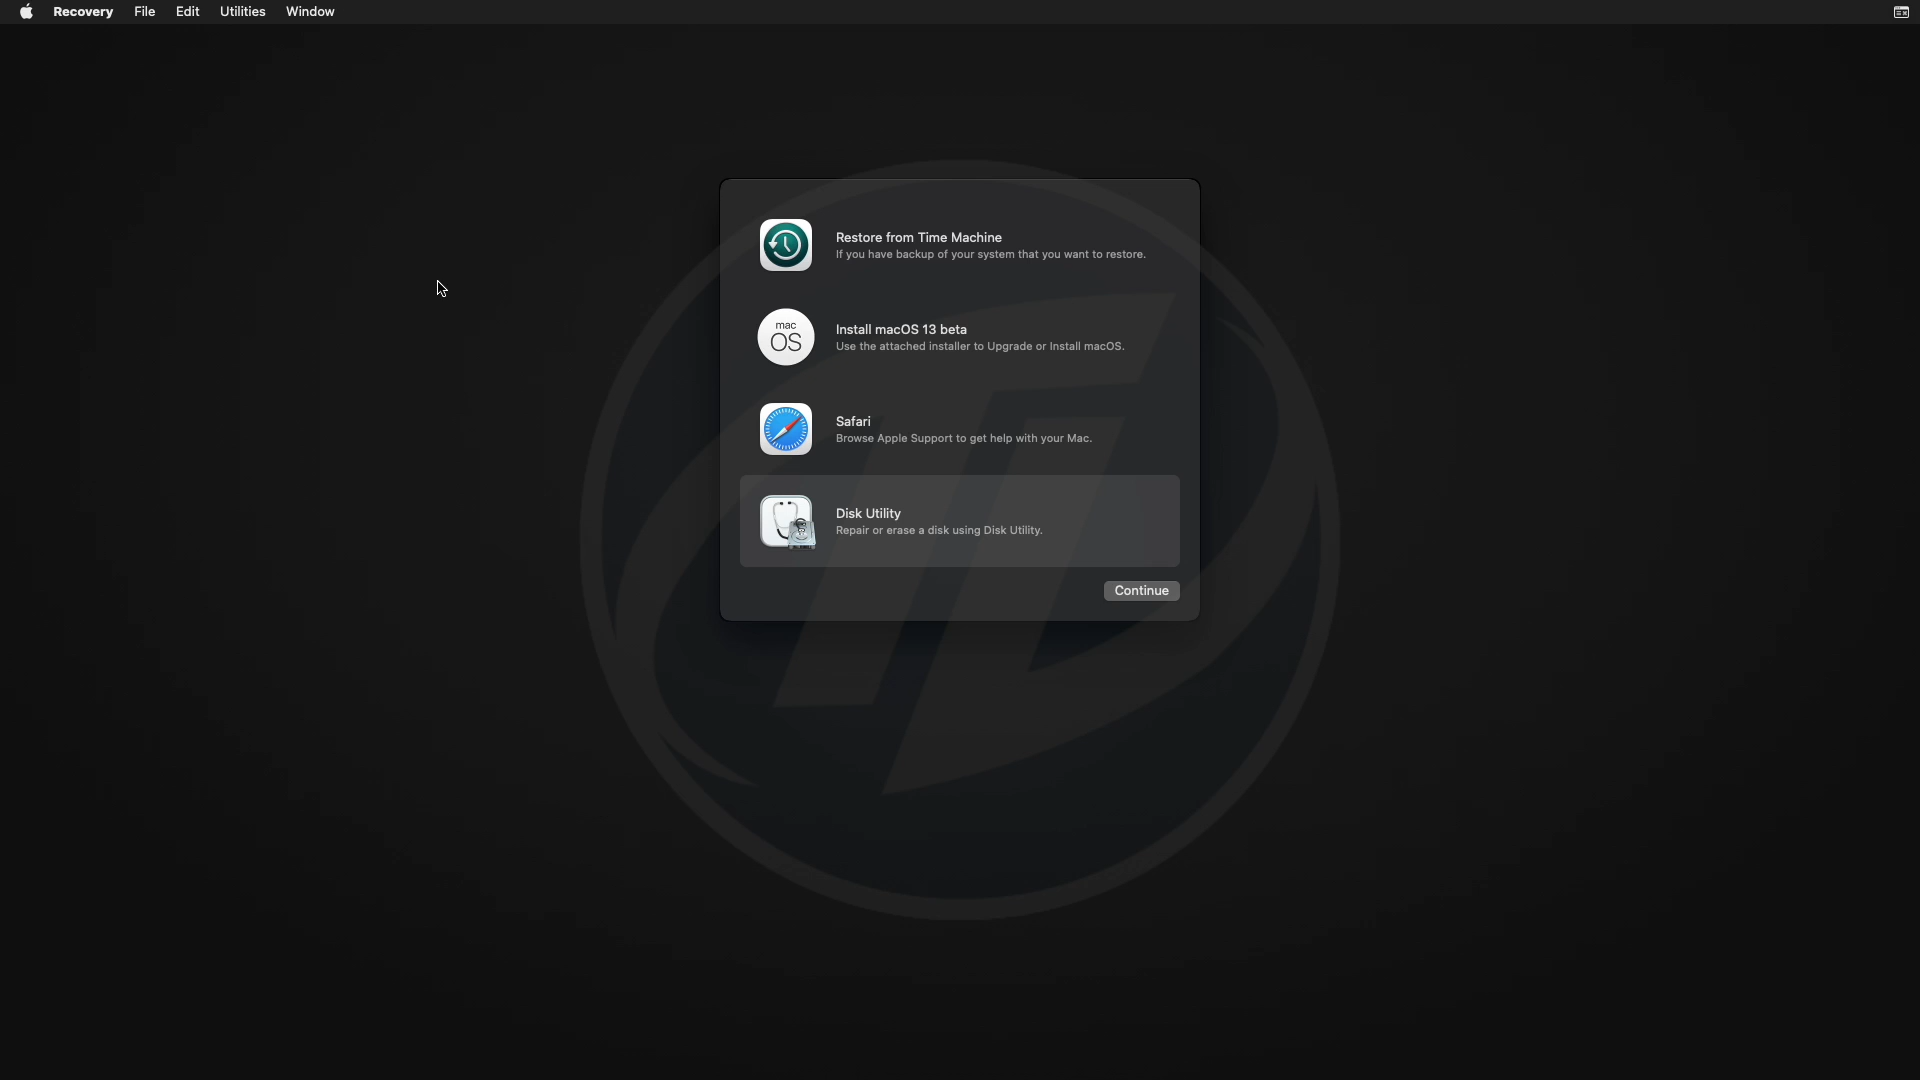 Recovery File Edit Utilities Window
Restore from Time Machine
If you have backup of your system that you want to restore.
mac
OS
Install macOS 13 beta
Use the attached installer to Upgrade or Install macOS.
Safari
Browse Apple Support to get help with your Mac.
Disk Utility
Repair or erase a disk using Disk Utility.
Continue